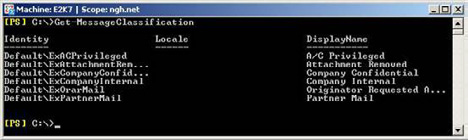 Machine: E2K7 | Scope: ngh.net
[PS] C:\>Get-MessageClassification
Identity Locale DisplayName
-------- ------ -----------
Default\ExACPrivileged A/C Privileged
Default\ExAttachmentRem... Attachment Removed
Default\ExCompanyConfid... Company Confidential
Default\ExCompanyInternal Company Internal
Default\ExOrarMail Originator Requested A...
Default\ExPartnerMail Partner Mail
[PS] C:\>_